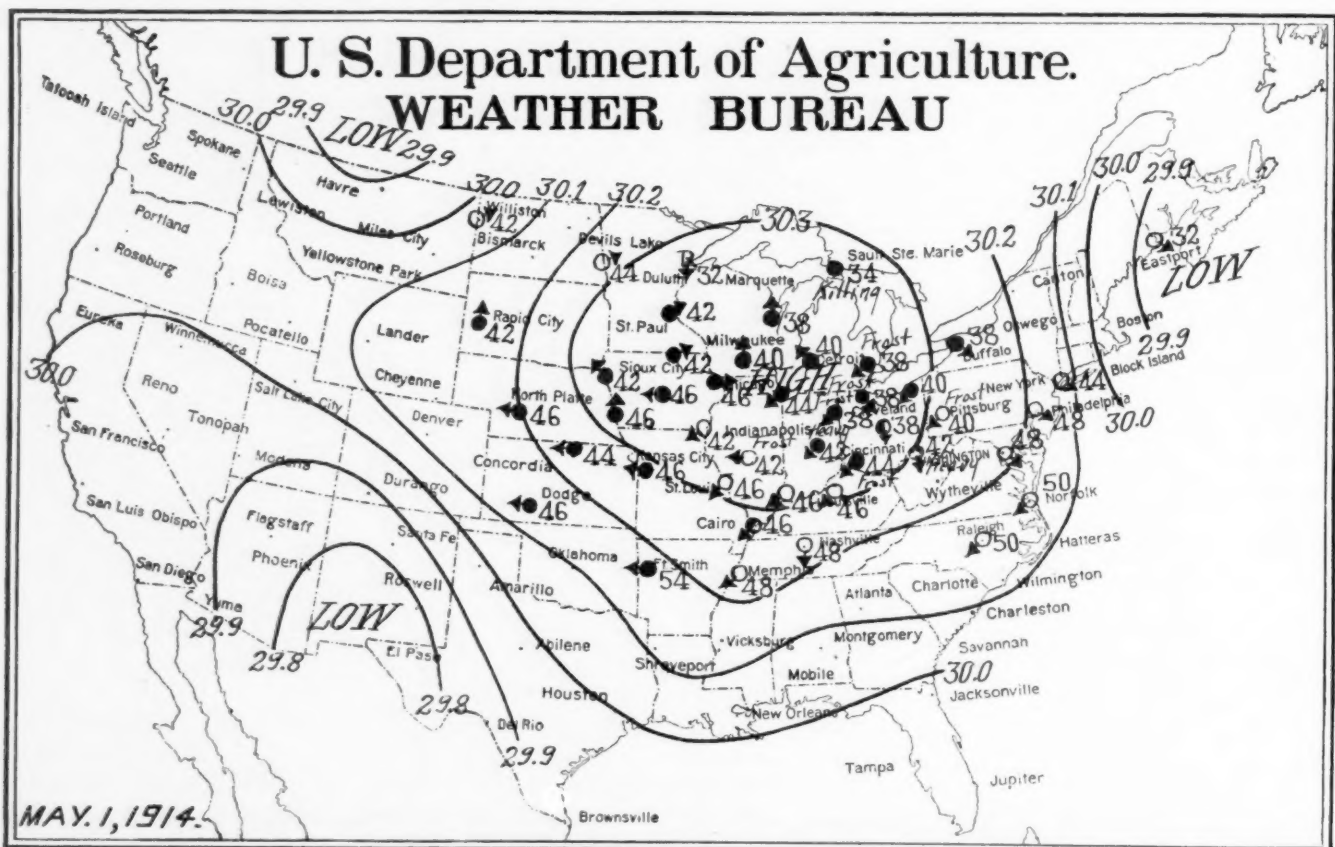 U. S. Department of Agriculture.
WEATHER BUREAU
Tatoosh Island
30.0
29.9
LOW
29.9
Spokane
Seattle
Havre
Lewiston
Miles City
30.0
30.1
30.2
30.3
Williston
42
Bismarck
Devils Lake
44
Duluth
32
Marquette
Sault Ste. Marie
34
Killing
30.2
30.1
30.0
29.9
32
Eastport
LOW
Portland
Roseburg
Yellowstone Park
Boisa
Canton
Rapid City
42
St. Paul
42
38
Oswego
Boston
29.9
Eureka
Winnemucca
Pocatello
Lander
Milwaukee
40
40
Detroit
Frost
38
38
Buffalo
Block Island
30.0
Reno
Salt Lake City
Cheyenne
Sioux City
42
42
46
46
Chicago
HIGH
44
Frost
Frost
38
Cleveland
40
New York
44
30.0
Tonopah
Denver
North Platte
46
46
Indianapolis
38
38
Frost
Pittsburg
40
Philadelphia
48
San Francisco
Modena
Durango
Concordia
44
Kansas City
46
42
Frost
42
42
Cincinnati
44
42
WASHINGTON
48
San Luis Obispo
Flagstaff
Santa Fe
Dodge
46
St. Louis
46
46
46
Wytheville
50
Norfolk
San Diego
Phoenix
Roswell
Oklahoma
Cairo
46
Nashville
48
Raleigh
50
Hatteras
Yuma
29.9
LOW
Amarillo
Ft Smith
54
Memphis
48
Atlanta
Charlotte
Wilmington
Charleston
29.8
El Paso
Abilene
Shreveport
Vicksburg
Montgomery
Savannah
29.8
Houston
Mobile
30.0
Jacksonville
Del Rio
New Orleans
29.9
Tampa
Jupiter
Brownsville
MAY. 1, 1914.